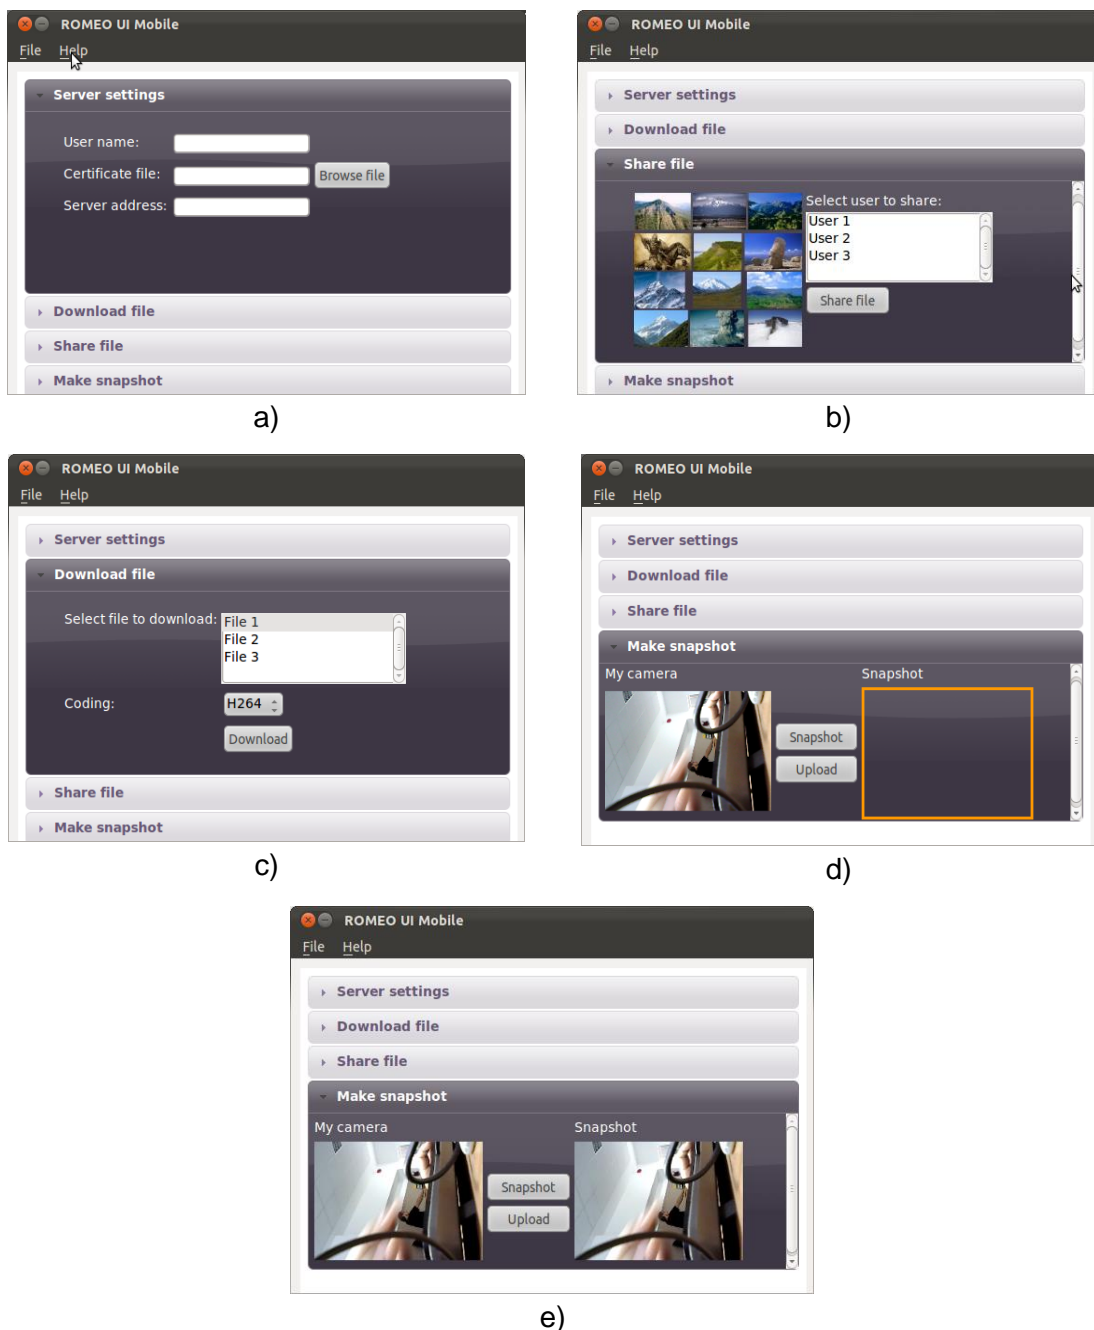 ROMEO UI Mobile
File Help
Server settings
User name:
Certificate file: Browse file
Server address:
Download file
Share file
Make snapshot
a)
ROMEO UI Mobile
File Help
Server settings
Download file
Share file
Select user to share:
User 1
User 2
User 3
Share file
Make snapshot
b)
ROMEO UI Mobile
File Help
Server settings
Download file
Select file to download:
File 1
File 2
File 3
Coding: H264
Download
Share file
Make snapshot
c)
ROMEO UI Mobile
File Help
Server settings
Download file
Share file
Make snapshot
My camera Snapshot
Snapshot
Upload
d)
ROMEO UI Mobile
File Help
Server settings
Download file
Share file
Make snapshot
My camera Snapshot
Snapshot
Upload
e)